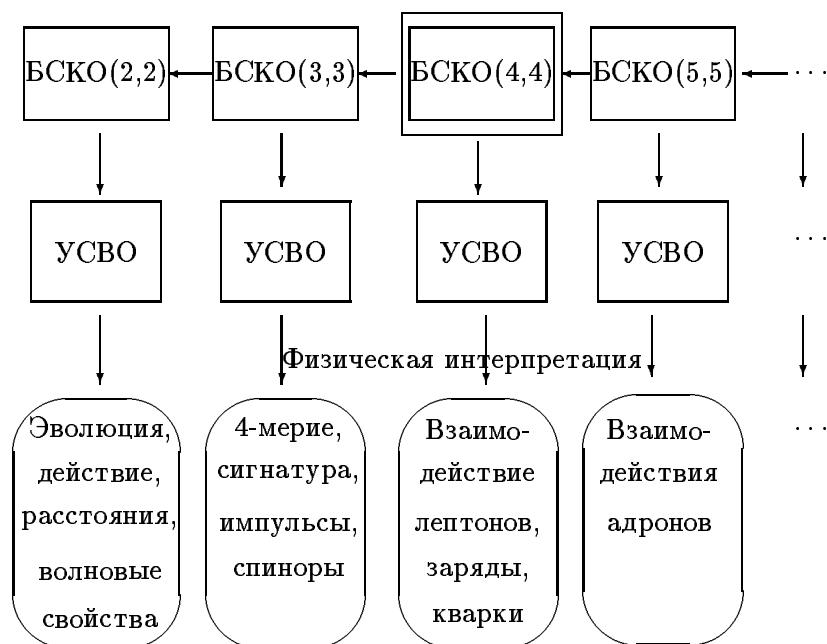 БСКО(2,2) БСКО(3,3) БСКО(4,4) БСКО(5,5) · · ·
УСВО УСВО УСВО УСВО · · ·
Физическая интерпретация
Эволюция,
действие,
расстояния,
волновые
свойства
4-мерие,
сигнатура,
импульсы,
спиноры
Взаимо-
действие
лептонов,
заряды,
кварки
Взаимо-
действия
адронов
· · ·